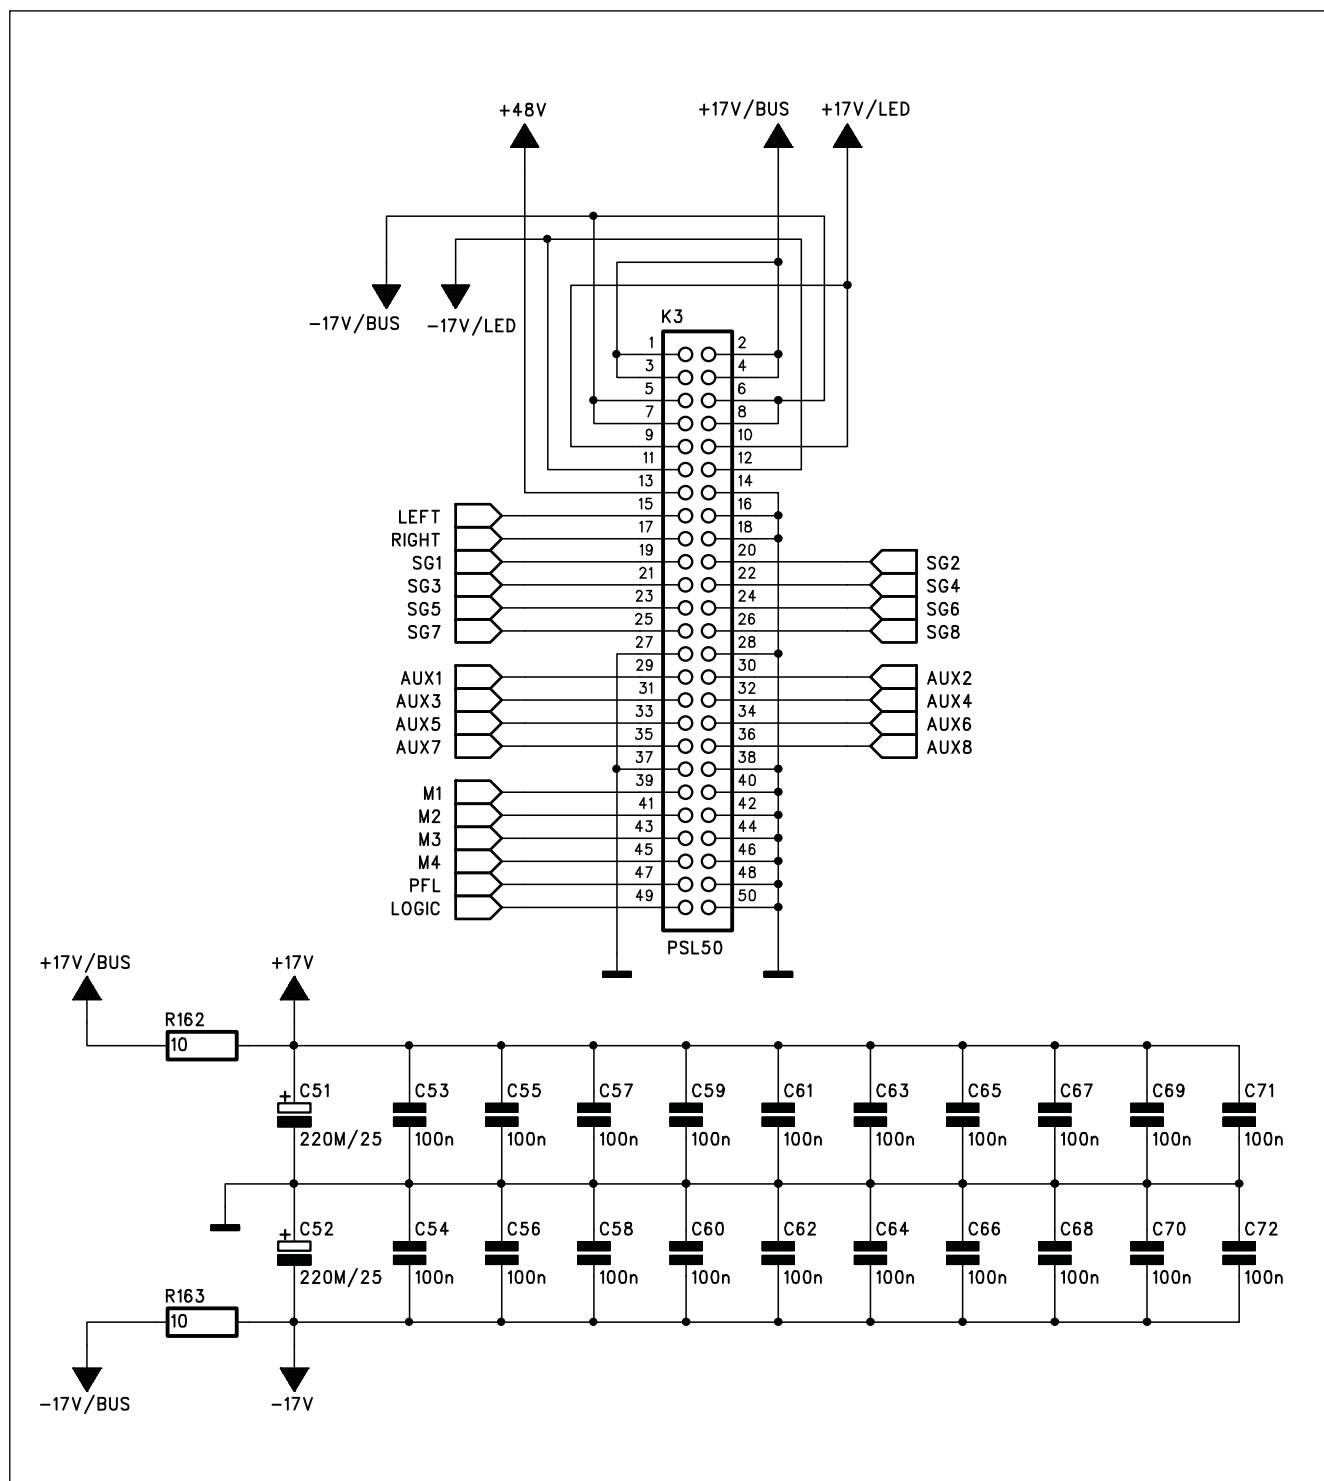 +48V +17V/BUS +17V/LED
-17V/BUS -17V/LED
K3
1 2
3 4
5 6
7 8
9 10
11 12
13 14
LEFT 15 16
RIGHT 17 18
SG1 19 20 SG2
SG3 21 22 SG4
SG5 23 24 SG6
SG7 25 26 SG8
27 28
AUX1 29 30 AUX2
AUX3 31 32 AUX4
AUX5 33 34 AUX6
AUX7 35 36 AUX8
37 38
M1 39 40
M2 41 42
M3 43 44
M4 45 46
PFL 47 48
LOGIC 49 50
PSL50
+17V/BUS +17V
R162
10
+ C51 C53 C55 C57 C59 C61 C63 C65 C67 C69 C71
220M/25 100n 100n 100n 100n 100n 100n 100n 100n 100n 100n
+ C52 C54 C56 C58 C60 C62 C64 C66 C68 C70 C72
220M/25 100n 100n 100n 100n 100n 100n 100n 100n 100n 100n
R163
10
-17V/BUS -17V